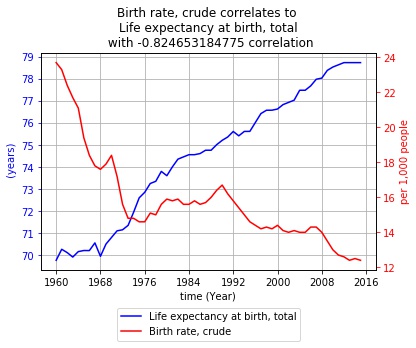 Birth rate, crude correlates to
Life expectancy at birth, total
with -0.824653184775 correlation
79
78
77
76
75
74
73
72
71
70
(years)
24
22
20
18
16
14
12
per 1,000 people
1960 1968 1976 1984 1992 2000 2008 2016
time (Year)
Life expectancy at birth, total
Birth rate, crude